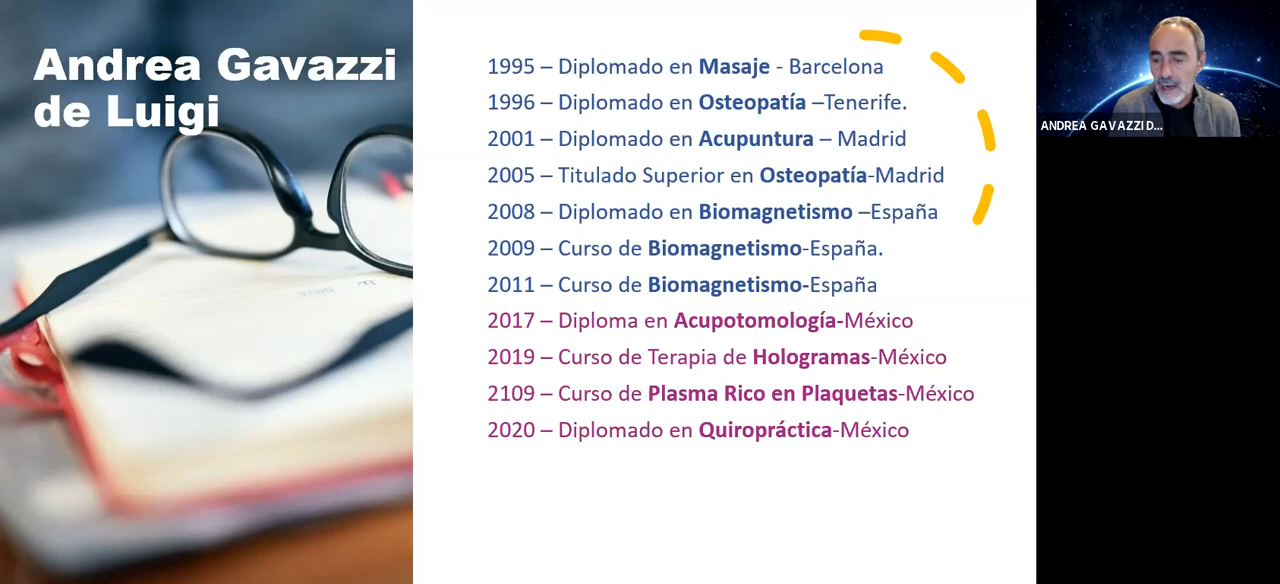 Andrea Gavazzi
de Luigi
1995 – Diplomado en Masaje - Barcelona
1996 – Diplomado en Osteopatía –Tenerife.
2001 – Diplomado en Acupuntura – Madrid
2005 – Titulado Superior en Osteopatía-Madrid
2008 – Diplomado en Biomagnetismo –España
2009 – Curso de Biomagnetismo-España.
2011 – Curso de Biomagnetismo-España
2017 – Diploma en Acupotomología-México
2019 – Curso de Terapia de Hologramas-México
2109 – Curso de Plasma Rico en Plaquetas-México
2020 – Diplomado en Quiropráctica-México
ANDREA GAVAZZI D...